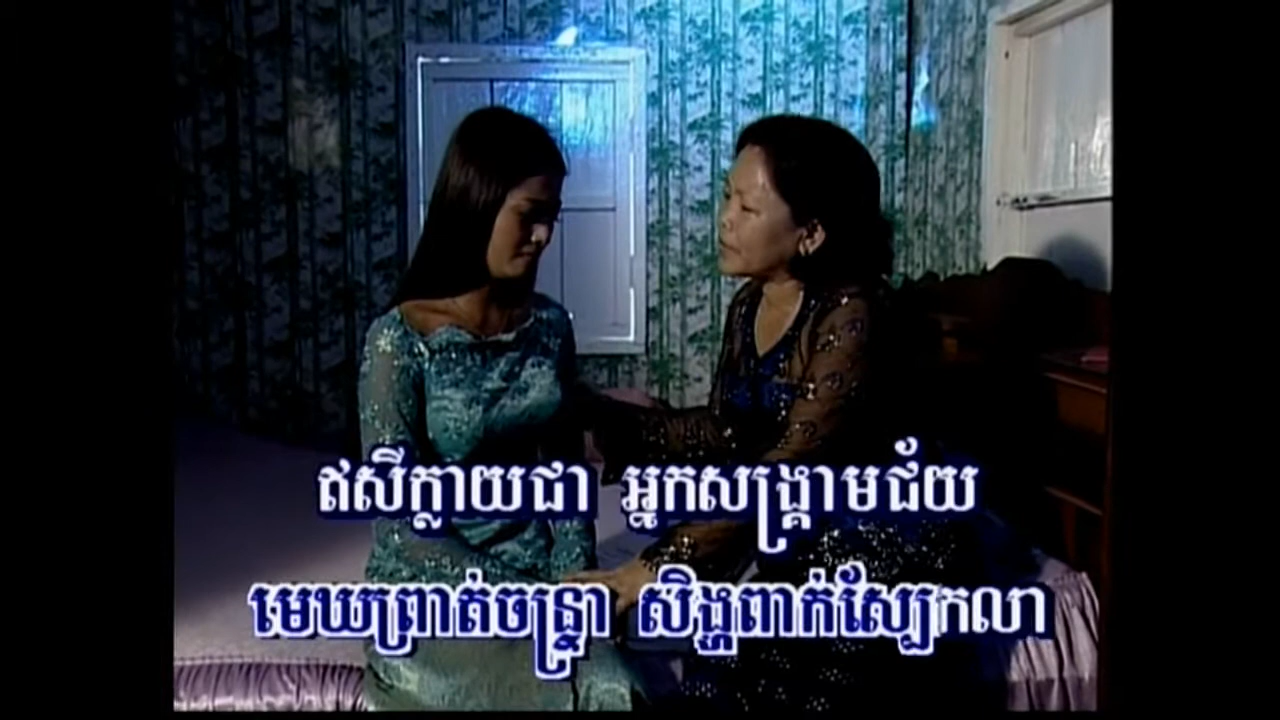 ឥសីក្លាយជា អ្នកសង្គ្រាមជ័យ
មេឃព្រាត់ចន្ទ្រា សិង្ហពាក់ស្បែកលា